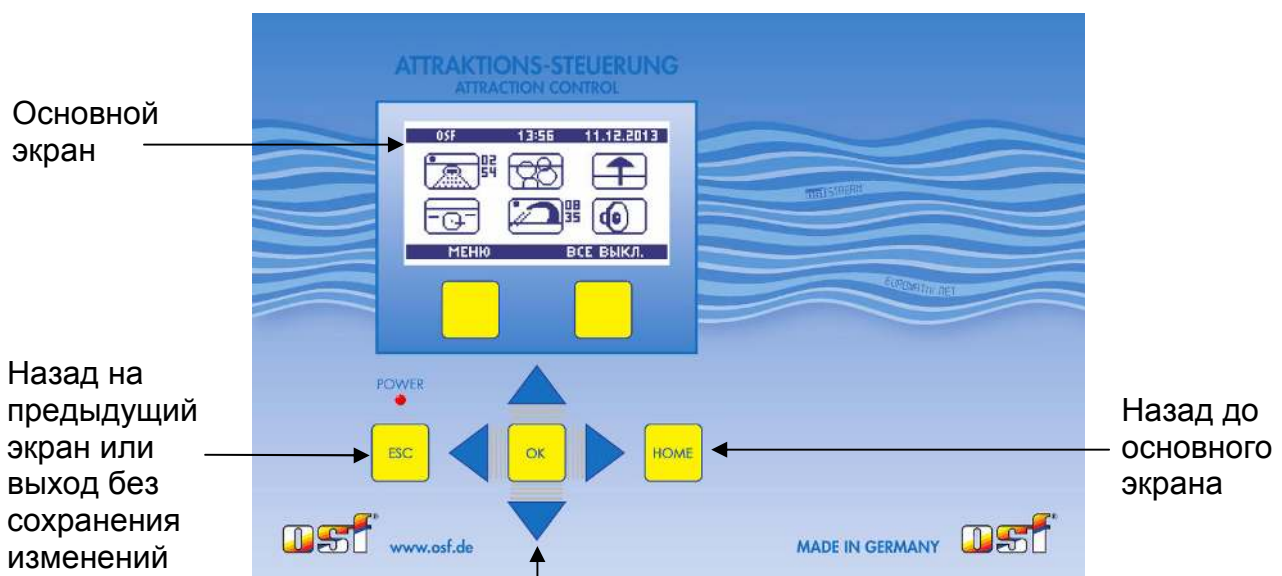 ATTRAKTIONS-STEUERUNG
ATTRACTION CONTROL
Основной
экран
OSF 13:56 11.12.2013
02
54
08
35
МЕНЮ ВСЕ ВЫКЛ.
POWER
Назад на
предыдущий
экран или
выход без
сохранения
изменений
ESC
OK
HOME
Назад до
основного
экрана
osf
www.osf.de
MADE IN GERMANY
osf